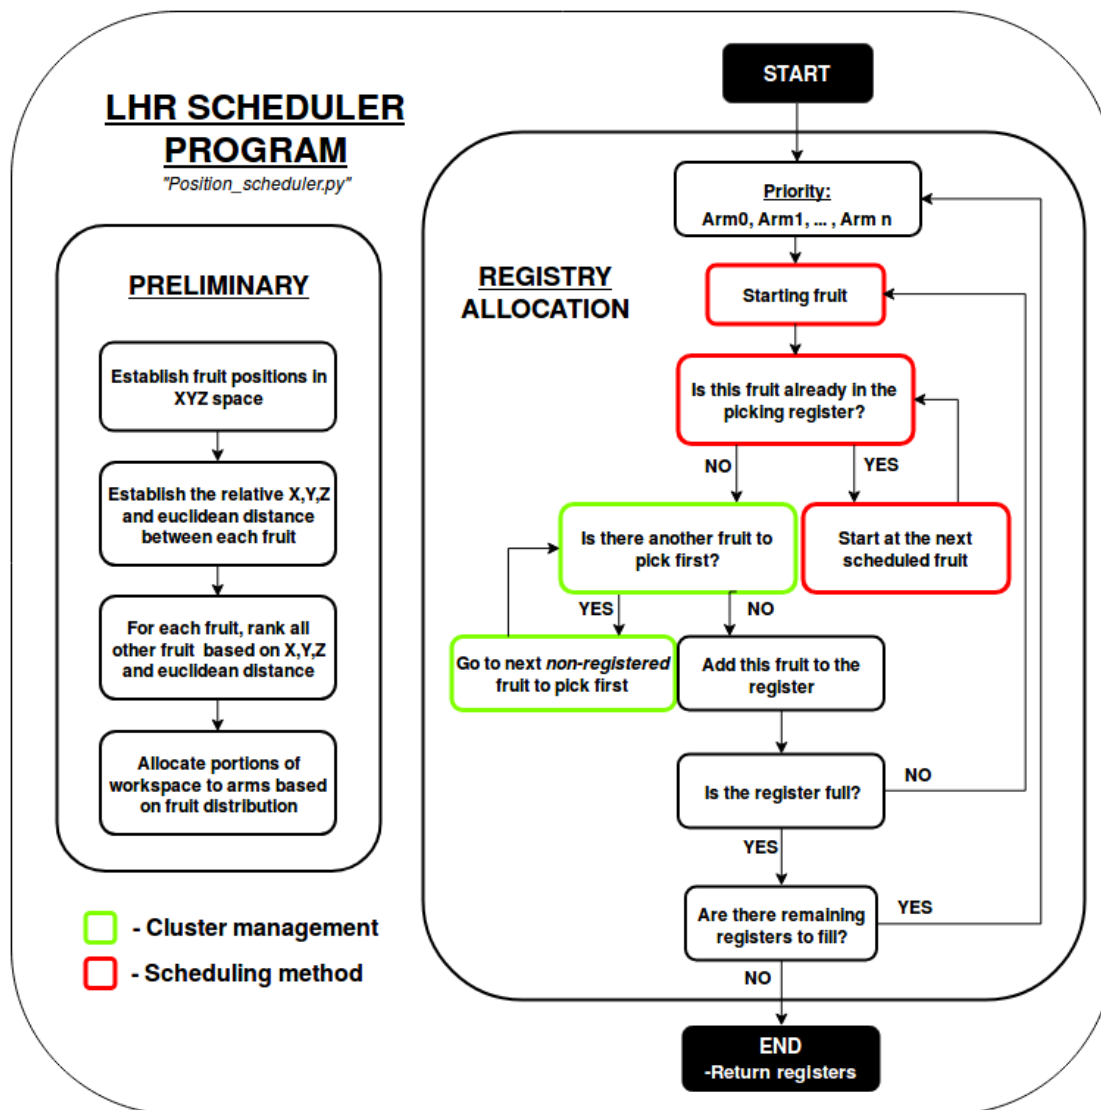 LHR SCHEDULER
PROGRAM
"Position_scheduler.py"
PRELIMINARY
Establish fruit positions in
XYZ space
Establish the relative X,Y,Z
and euclidean distance
between each fruit
For each fruit, rank all
other fruit based on X,Y,Z
and euclidean distance
Allocate portions of
workspace to arms based
on fruit distribution
- Cluster management
- Scheduling method
START
REGISTRY
ALLOCATION
Priority:
Arm0, Arm1, ... , Arm n
Starting fruit
Is this fruit already in the
picking register?
NO
YES
Is there another fruit to
pick first?
Start at the next
scheduled fruit
YES
NO
Go to next non-registered
fruit to pick first
Add this fruit to the
register
Is the register full?
NO
YES
Are there remaining
registers to fill?
YES
NO
END
-Return registers